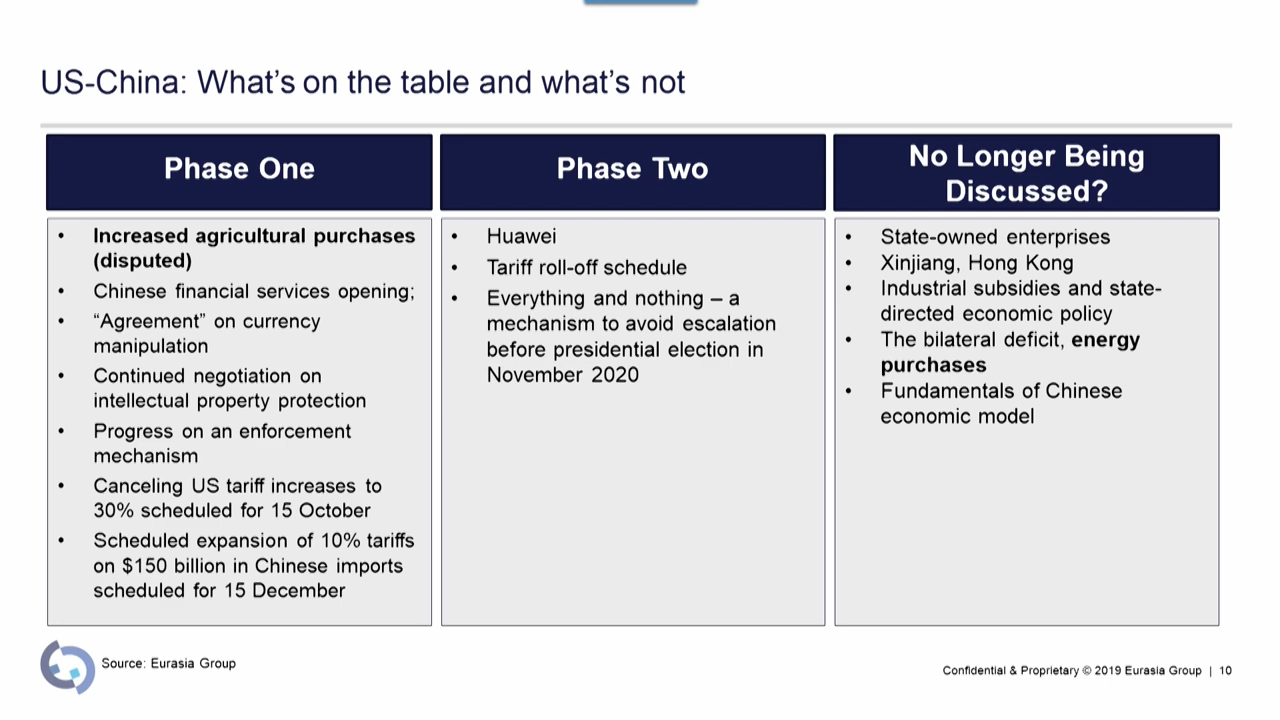 US-China: What’s on the table and what’s not
Phase One
• Increased agricultural purchases
(disputed)
• Chinese financial services opening;
• “Agreement” on currency
manipulation
• Continued negotiation on
intellectual property protection
• Progress on an enforcement
mechanism
• Canceling US tariff increases to
30% scheduled for 15 October
• Scheduled expansion of 10% tariffs
on $150 billion in Chinese imports
scheduled for 15 December
Phase Two
• Huawei
• Tariff roll-off schedule
• Everything and nothing – a
mechanism to avoid escalation
before presidential election in
November 2020
No Longer Being
Discussed?
• State-owned enterprises
• Xinjiang, Hong Kong
• Industrial subsidies and state-
directed economic policy
• The bilateral deficit, energy
purchases
• Fundamentals of Chinese
economic model
Source: Eurasia Group
Confidential & Proprietary © 2019 Eurasia Group | 10